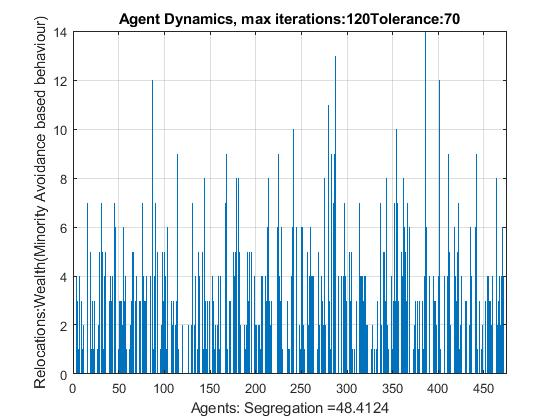 Agent Dynamics, max iterations:120Tolerance:70
Relocations:Wealth(Minority Avoidance based behaviour)
14
12
10
8
6
4
2
0
0 50 100 150 200 250 300 350 400 450
Agents: Segregation =48.4124